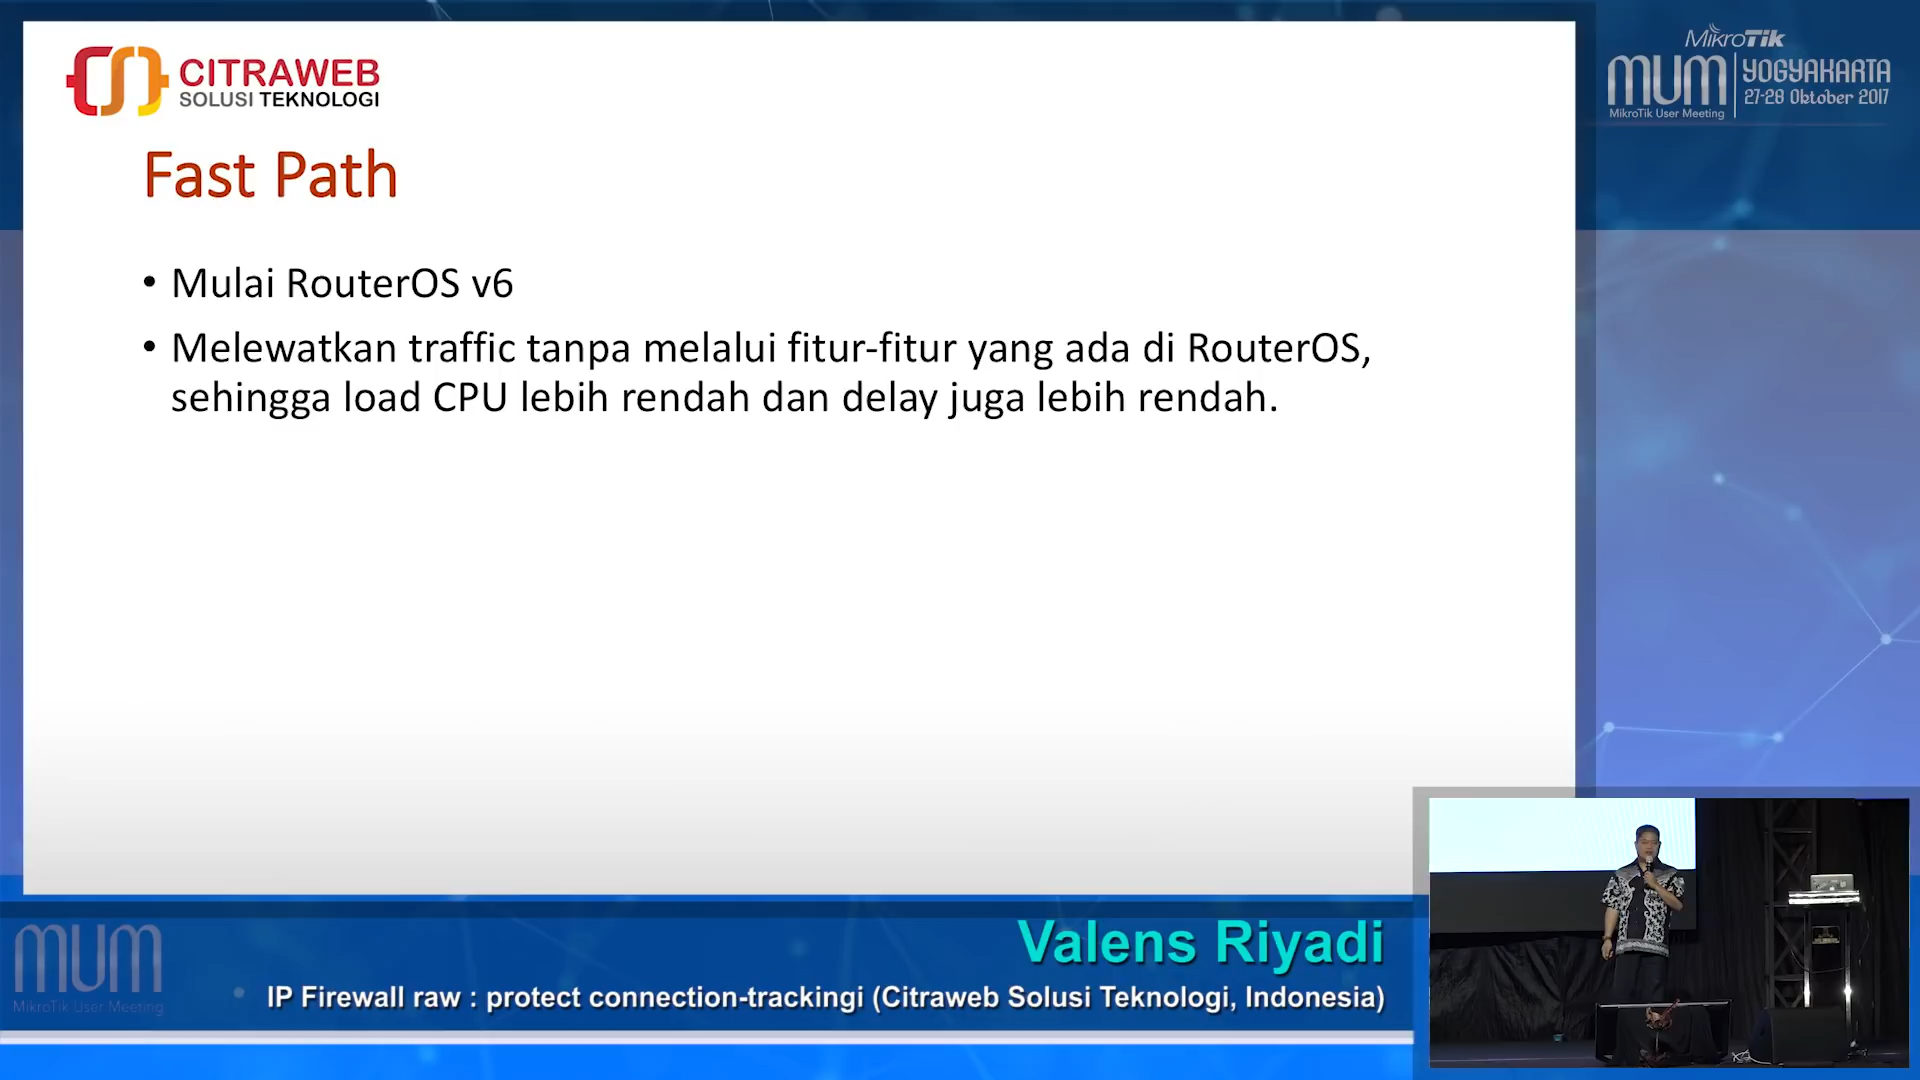 CITRAWEB
SOLUSI TEKNOLOGI
MikroTik
mum
MikroTik User Meeting
YOGYAKARTA
27-28 Oktober 2017
Fast Path
• Mulai RouterOS v6
• Melewatkan traffic tanpa melalui fitur-fitur yang ada di RouterOS,
sehingga load CPU lebih rendah dan delay juga lebih rendah.
mum
MikroTik User Meeting
Valens Riyadi
IP Firewall raw : protect connection-trackingi (Citraweb Solusi Teknologi, Indonesia)